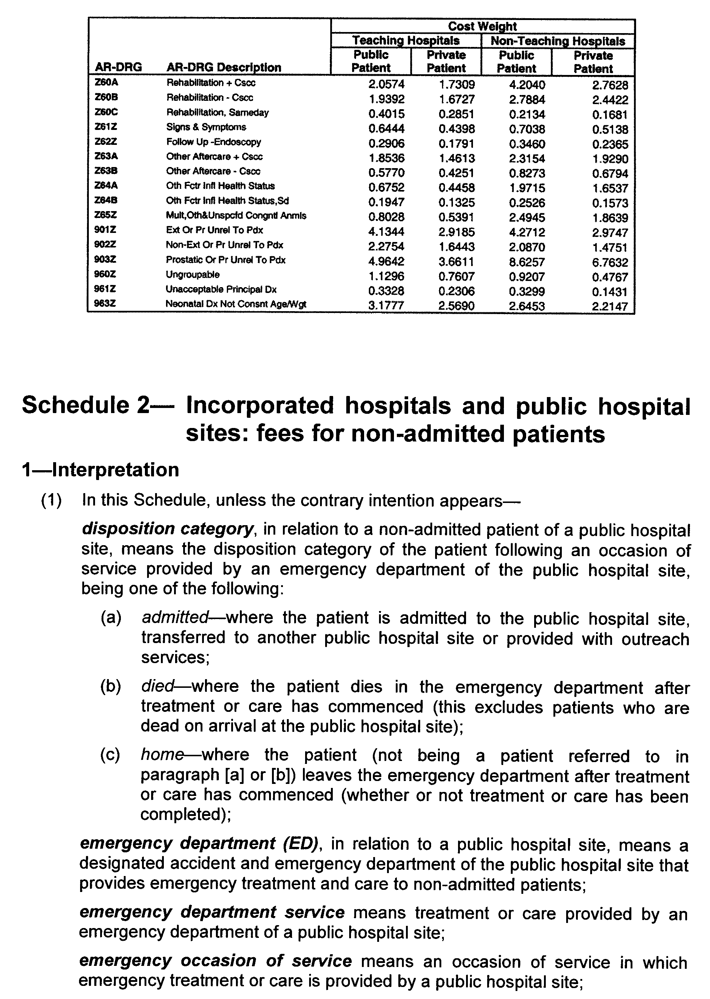 Cost Weight
Teaching Hospitals Non-Teaching Hospitals
Public Private Public Private
AR-DRG AR-DRG Description Patient Patient Patient Patient
Z60A Rehabilitation + Cscc 2.0574 1.7309 4.2040 2.7628
Z60B Rehabilitation - Cscc 1.9392 1.6727 2.7884 2.4422
Z60C Rehabilitation, Sameday 0.4015 0.2851 0.2134 0.1681
Z61Z Signs & Symptoms 0.6444 0.4398 0.7038 0.5138
Z62Z Follow Up -Endoscopy 0.2906 0.1791 0.3460 0.2365
Z63A Other Aftercare + Cscc 1.8536 1.4613 2.3154 1.9290
Z63B Other Aftercare - Cscc 0.5770 0.4251 0.8273 0.6794
Z64A Oth Fctr Infl Health Status 0.6752 0.4458 1.9715 1.6537
Z64B Oth Fctr Infl Health Status,Sd 0.1947 0.1325 0.2526 0.1573
Z65Z Mult,Oth&Unspcfd Congntl Anmls 0.8028 0.5391 2.4945 1.8639
901Z Ext Or Pr Unrel To Pdx 4.1344 2.9185 4.2712 2.9747
902Z Non-Ext Or Pr Unrel To Pdx 2.2754 1.6443 2.0870 1.4751
903Z Prostatic Or Pr Unrel To Pdx 4.9642 3.6611 8.6257 6.7632
960Z Ungroupable 1.1296 0.7607 0.9207 0.4767
961Z Unacceptable Principal Dx 0.3328 0.2306 0.3299 0.1431
963Z Neonatal Dx Not Consnt Age/Wgt 3.1777 2.5690 2.6453 2.2147
Schedule 2— Incorporated hospitals and public hospital
sites: fees for non-admitted patients
1—Interpretation
(1) In this Schedule, unless the contrary intention appears—
disposition category, in relation to a non-admitted patient of a public hospital
site, means the disposition category of the patient following an occasion of
service provided by an emergency department of the public hospital site,
being one of the following:
(a) admitted—where the patient is admitted to the public hospital site,
transferred to another public hospital site or provided with outreach
services;
(b) died—where the patient dies in the emergency department after
treatment or care has commenced (this excludes patients who are
dead on arrival at the public hospital site);
(c) home—where the patient (not being a patient referred to in
paragraph [a] or [b]) leaves the emergency department after treatment
or care has commenced (whether or not treatment or care has been
completed);
emergency department (ED), in relation to a public hospital site, means a
designated accident and emergency department of the public hospital site that
provides emergency treatment and care to non-admitted patients;
emergency department service means treatment or care provided by an
emergency department of a public hospital site;
emergency occasion of service means an occasion of service in which
emergency treatment or care is provided by a public hospital site;